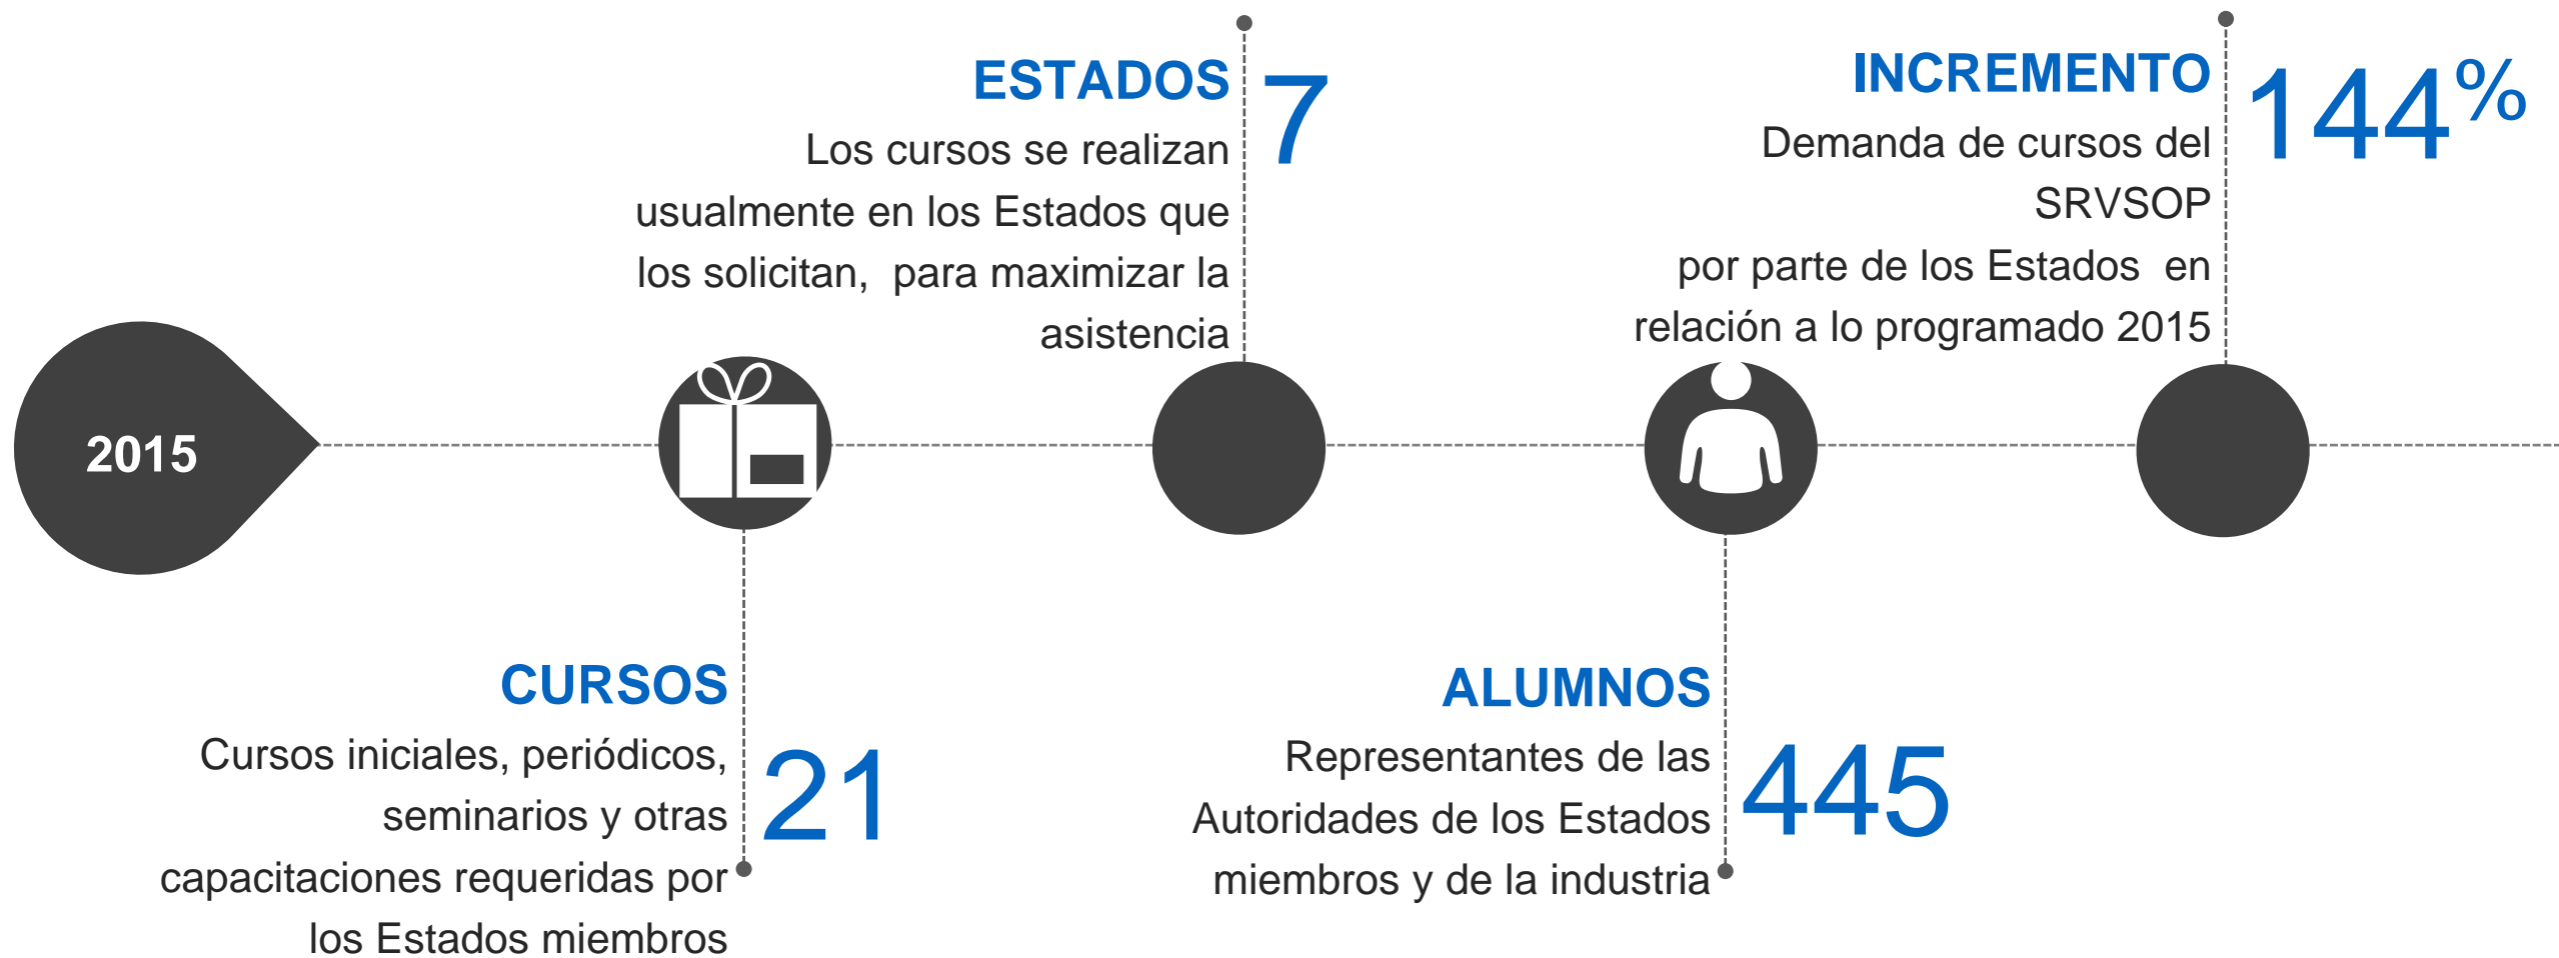 2015
CURSOS
Cursos iniciales, periódicos,
seminarios y otras
capacitaciones requeridas por
los Estados miembros
21
ESTADOS
Los cursos se realizan
usualmente en los Estados que
los solicitan, para maximizar la
asistencia
7
ALUMNOS
Representantes de las
Autoridades de los Estados
miembros y de la industria
445
INCREMENTO
Demanda de cursos del
SRVSOP
por parte de los Estados en
relación a lo programado 2015
144%